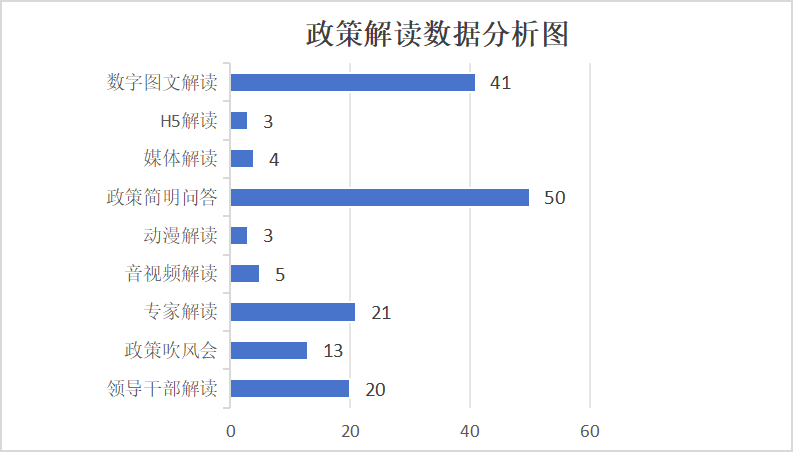 政策解读数据分析图
数字图文解读 41
H5解读 3
媒体解读 4
政策简明问答 50
动漫解读 3
音视频解读 5
专家解读 21
政策吹风会 13
领导干部解读 20
0 20 40 60